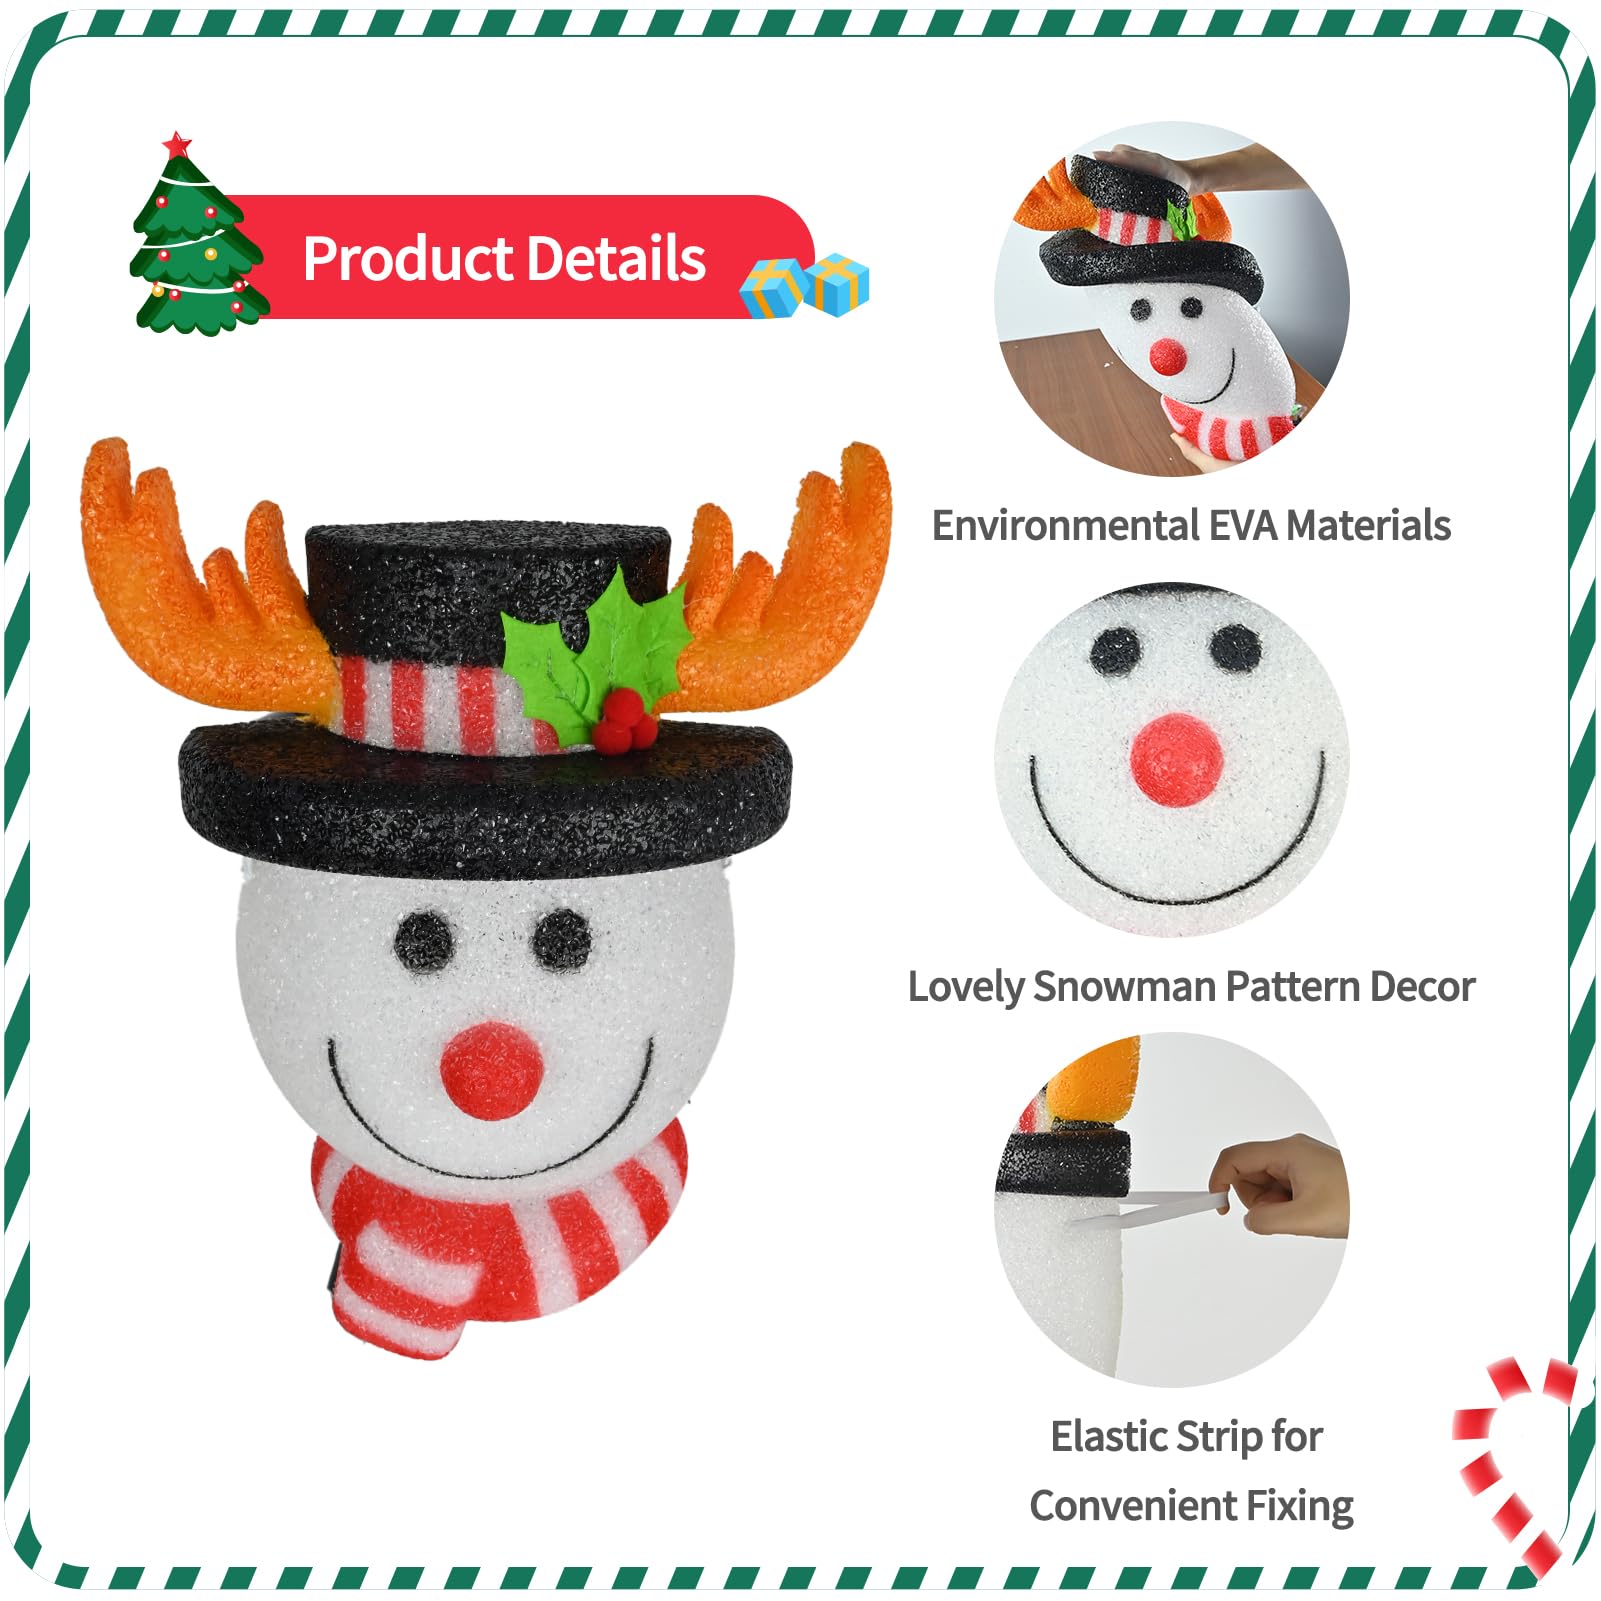 Product Details
Environmental EVA Materials
Lovely Snowman Pattern Decor
Elastic Strip for
Convenient Fixing